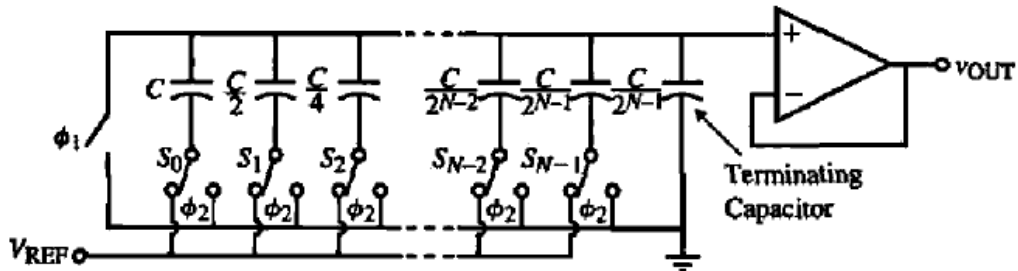 C
C/2
C/4
C/2^{N-2}
C/2^{N-1}
C/2^{N-1}
+
−
vOUT
ϕ1
S0
S1
S2
SN-2
SN-1
ϕ2
ϕ2
ϕ2
ϕ2
ϕ2
Terminating
Capacitor
VREF